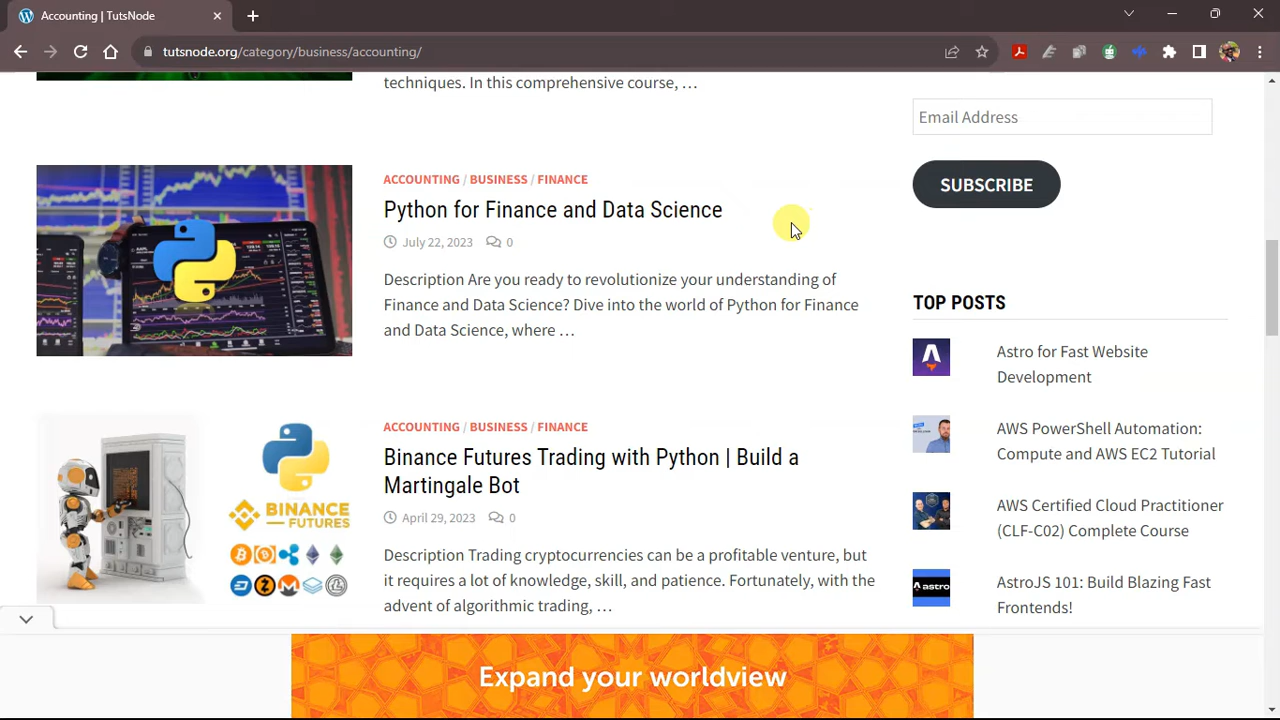 Accounting | TutsNode
tutsnode.org/category/business/accounting/
techniques. In this comprehensive course, …
Email Address
SUBSCRIBE
ACCOUNTING / BUSINESS / FINANCE
Python for Finance and Data Science
July 22, 2023 0
Description Are you ready to revolutionize your understanding of
Finance and Data Science? Dive into the world of Python for Finance
and Data Science, where …
TOP POSTS
Astro for Fast Website
Development
AWS PowerShell Automation:
Compute and AWS EC2 Tutorial
AWS Certified Cloud Practitioner
(CLF-C02) Complete Course
astro
AstroJS 101: Build Blazing Fast
Frontends!
BINANCE
FUTURES
ACCOUNTING / BUSINESS / FINANCE
Binance Futures Trading with Python | Build a
Martingale Bot
April 29, 2023 0
Description Trading cryptocurrencies can be a profitable venture, but
it requires a lot of knowledge, skill, and patience. Fortunately, with the
advent of algorithmic trading, …
Expand your worldview